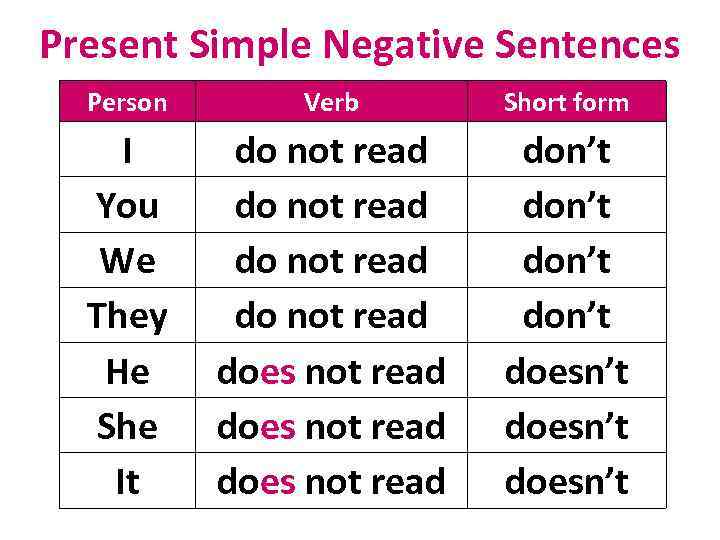 Present Simple Negative Sentences
Person Verb Short form
I do not read don’t
You do not read don’t
We do not read don’t
They do not read don’t
He does not read doesn’t
She does not read doesn’t
It does not read doesn’t